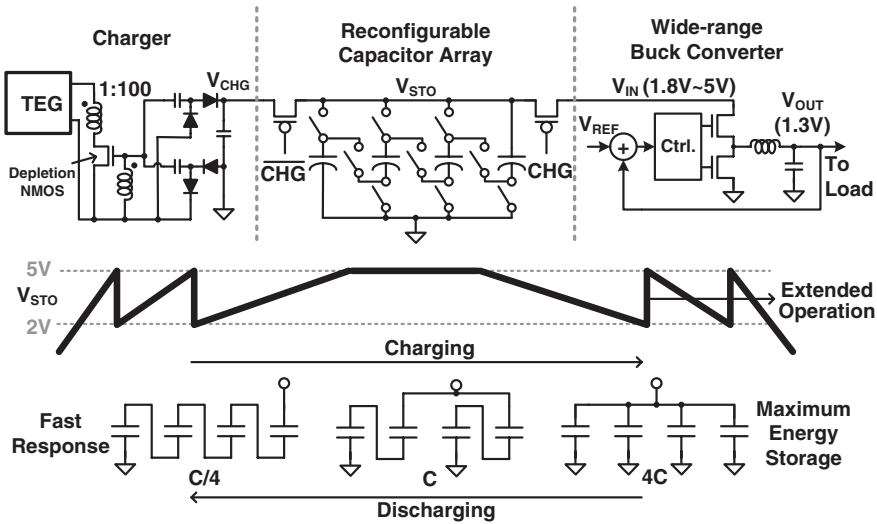 Charger
Reconfigurable
Capacitor Array
Wide-range
Buck Converter
TEG
1:100
V_CHG
V_STO
V_IN (1.8V~5V)
V_OUT
(1.3V)
V_REF
+
Ctrl.
Depletion
NMOS
CHG
CHG
To
Load
5V
V_STO
2V
Extended
Operation
Charging
Fast
Response
Maximum
Energy
Storage
C/4
C
4C
Discharging